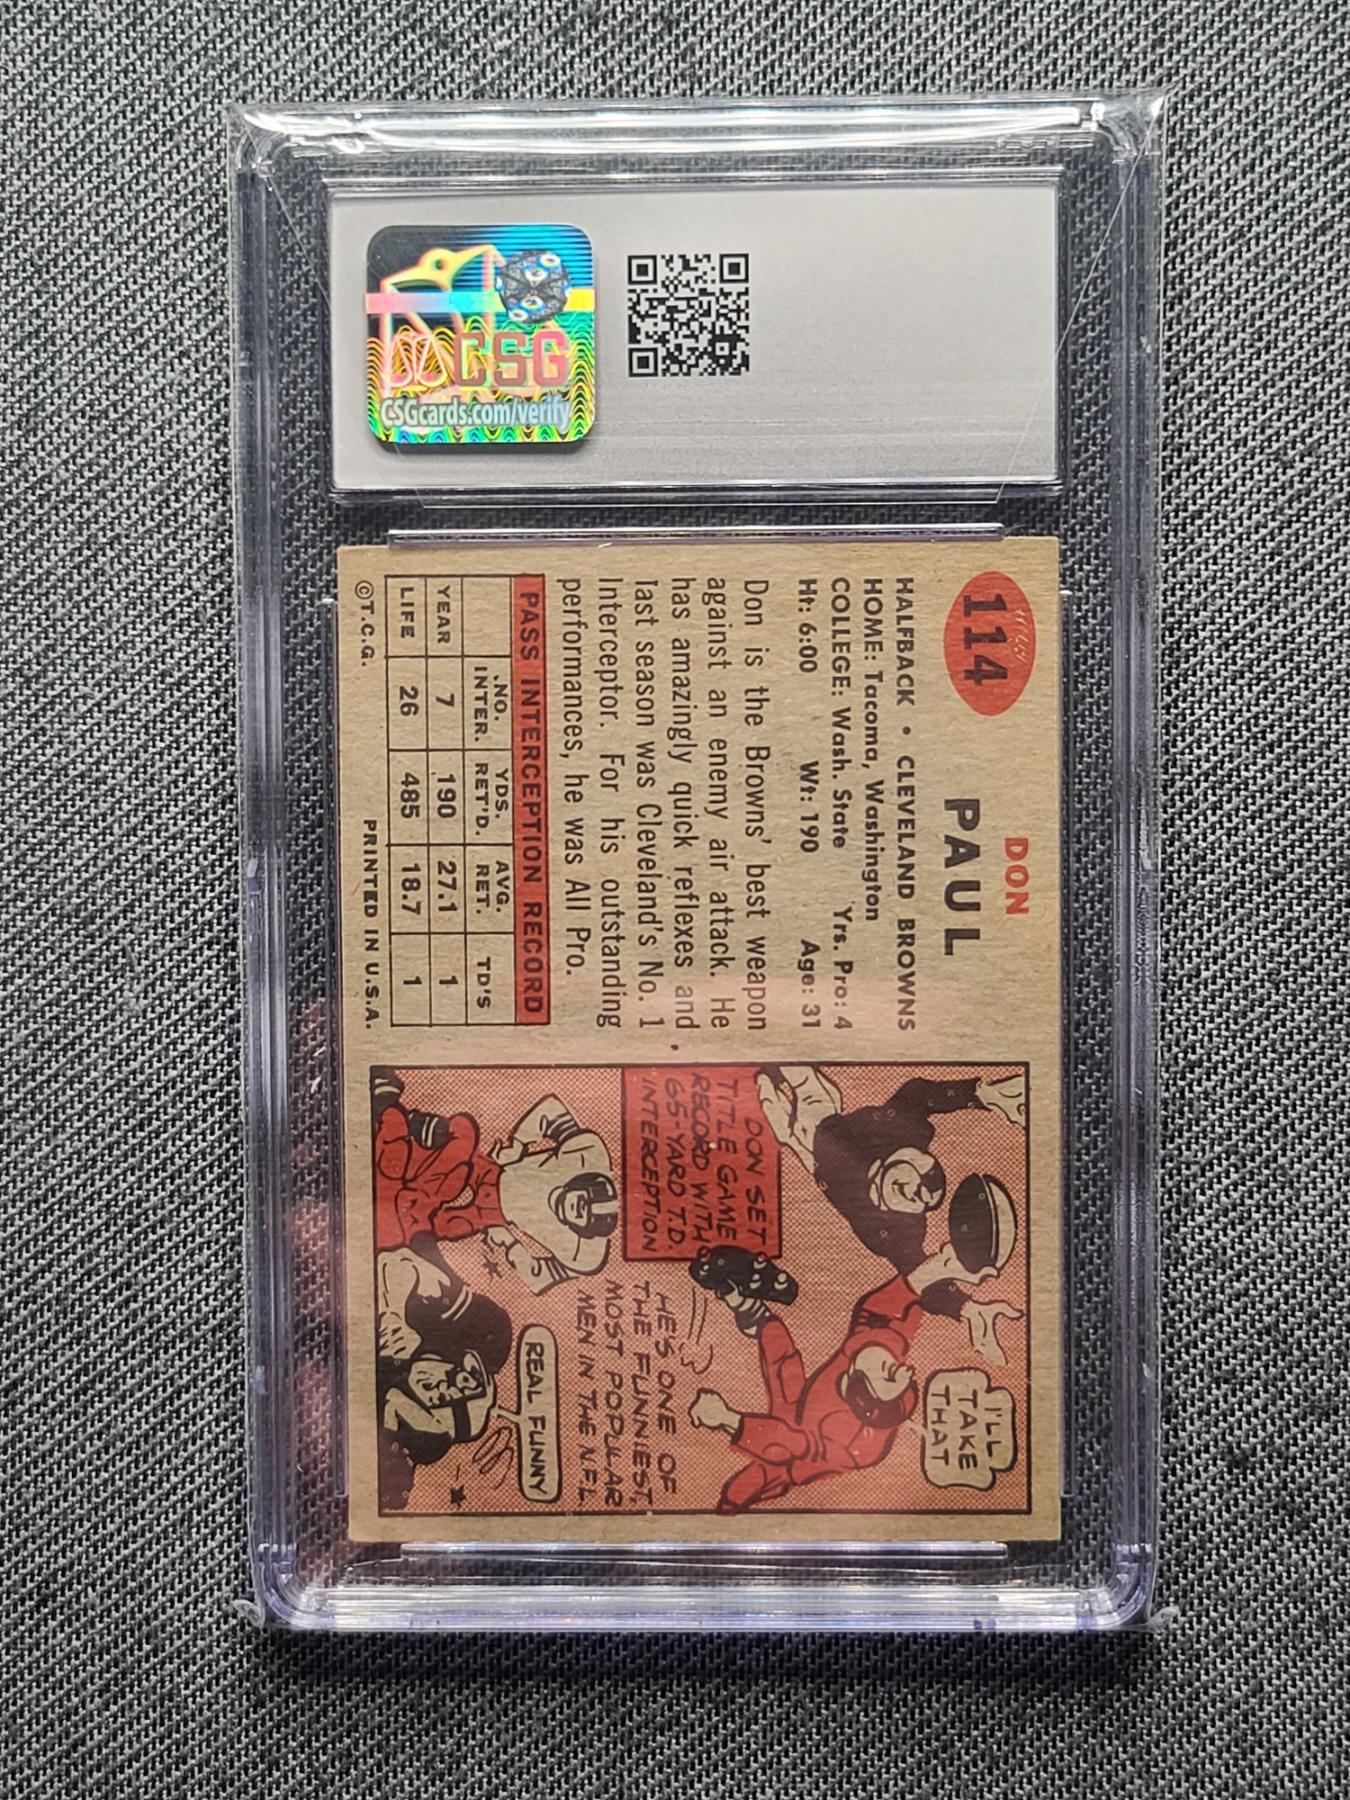 CSG
CSGcards.com/verify
114
DON
PAUL
HALFBACK • CLEVELAND BROWNS
HOME: Tacoma, Washington
COLLEGE: Wash. State Yrs. Pro: 4
Ht: 6:00 Wt: 190 Age: 31
Don is the Browns' best weapon
against an enemy air attack. He
has amazingly quick reflexes and
last season was Cleveland's No. 1
Interceptor. For his outstanding
performances, he was All Pro.
PASS INTERCEPTION RECORD
NO. INTER. YDS. RET'D. AVG. RET. TD'S
YEAR 7 190 27.1 1
LIFE 26 485 18.7 1
©T.C.G. PRINTED IN U.S.A.
I'LL
TAKE
THAT
DON SET
TITLE GAME
RECORD WITH
65-YARD T.D.
INTERCEPTION
HE'S ONE OF
THE FUNNIEST,
MOST POPULAR
MEN IN THE N.F.L.
REAL FUNNY